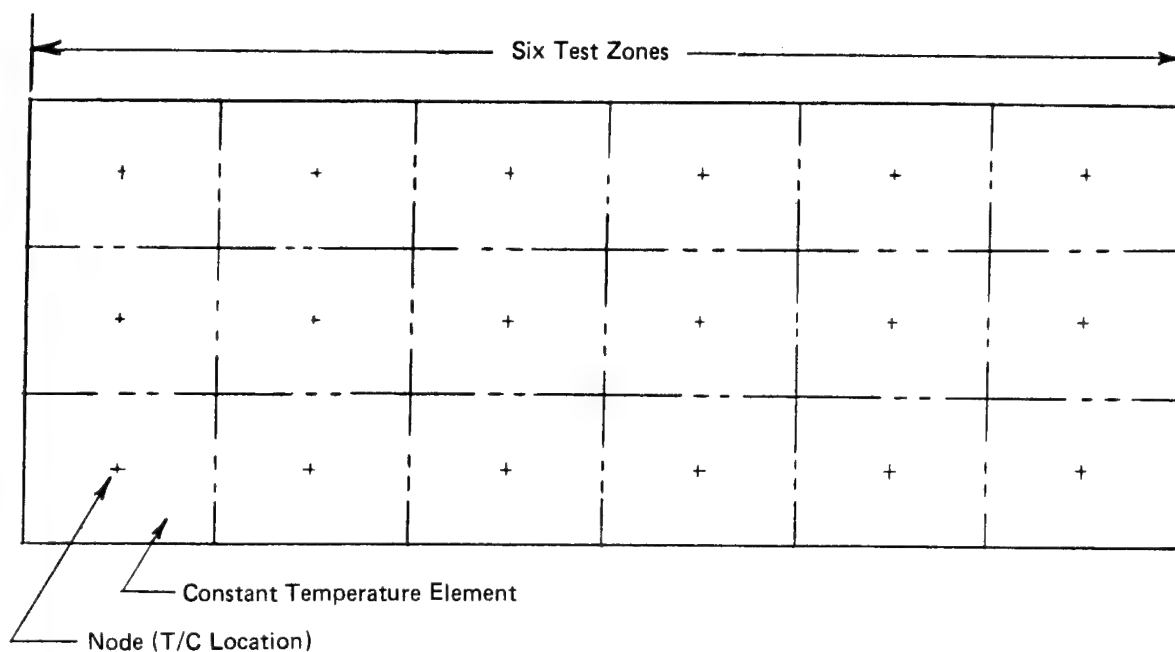 Six Test Zones
Constant Temperature Element
Node (T/C Location)